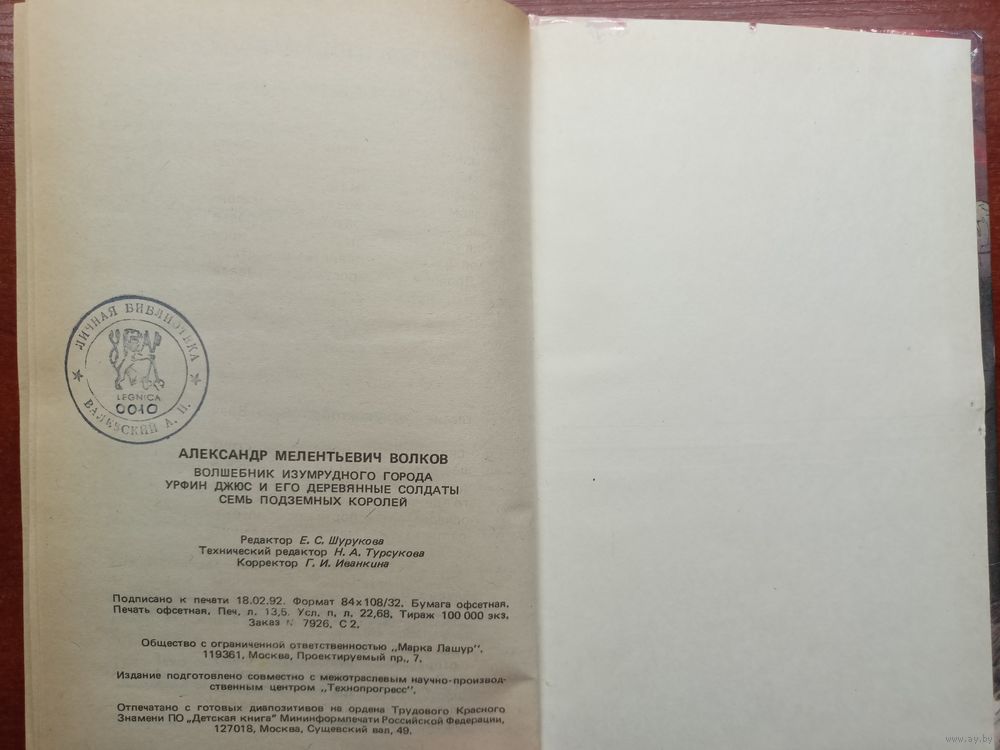 ЛИЧНАЯ БИБЛИОТЕКА
LEGNICA
0010
А. И.
АЛЕКСАНДР МЕЛЕНТЬЕВИЧ ВОЛКОВ
ВОЛШЕБНИК ИЗУМРУДНОГО ГОРОДА
УРФИН ДЖЮС И ЕГО ДЕРЕВЯННЫЕ СОЛДАТЫ
СЕМЬ ПОДЗЕМНЫХ КОРОЛЕЙ
Редактор Е. С. Шурукова
Технический редактор Н. А. Турсукова
Корректор Г. И. Иванкина
Подписано к печати 18.02.92. Формат 84х108/32. Бумага офсетная.
Печать офсетная. Печ. л. 13,5. Усл. п. л. 22,68. Тираж 100 000 экз.
Заказ № 7926. С 2.
Общество с ограниченной ответственностью „Марка Лашур".
119361, Москва, Проектируемый пр., 7.
Издание подготовлено совместно с межотраслевым научно-производ-
ственным центром „Технопрогресс".
Отпечатано с готовых диапозитивов на ордена Трудового Красного
Знамени ПО „Детская книга" Мининформпечати Российской Федерации,
127018, Москва, Сущевский вал, 49.
www.ay.by